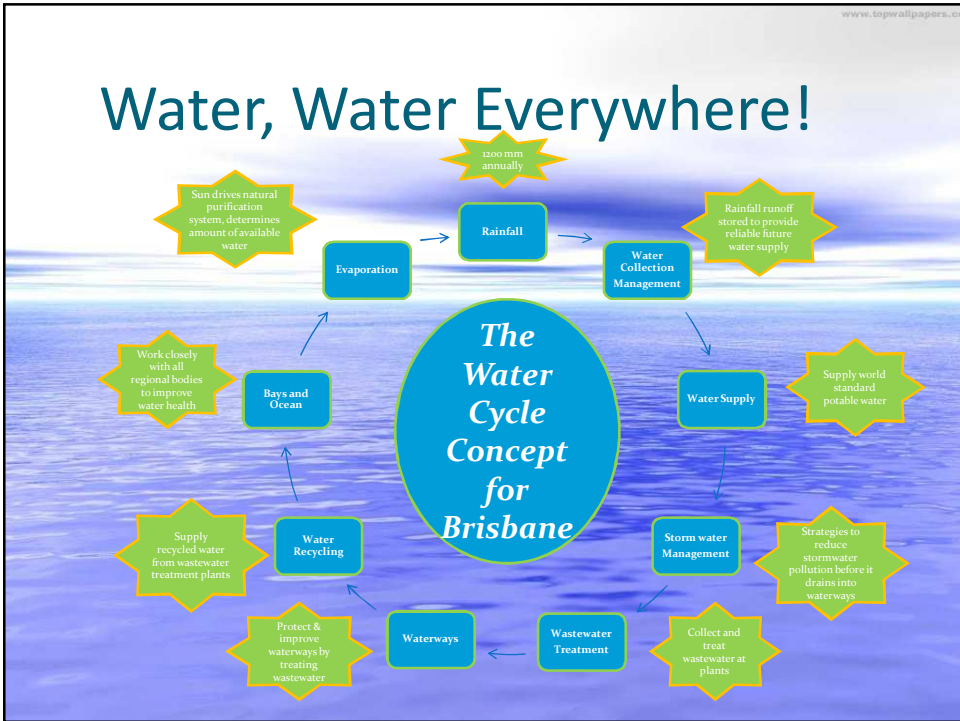 www.topwallpapers.co
Water, Water Everywhere!
1200 mm
annually
Rainfall
Rainfall runoff
stored to provide
reliable future
water supply
Water
Collection
Management
Supply world
standard
potable water
Water Supply
Strategies to
reduce
stormwater
pollution before it
drains into
waterways
Storm water
Management
Collect and
treat
wastewater at
plants
Wastewater
Treatment
Protect &
improve
waterways by
treating
wastewater
Waterways
Supply
recycled water
from wastewater
treatment plants
Water
Recycling
Work closely
with all
regional bodies
to improve
water health
Bays and
Ocean
Sun drives natural
purification
system, determines
amount of available
water
Evaporation
The
Water
Cycle
Concept
for
Brisbane